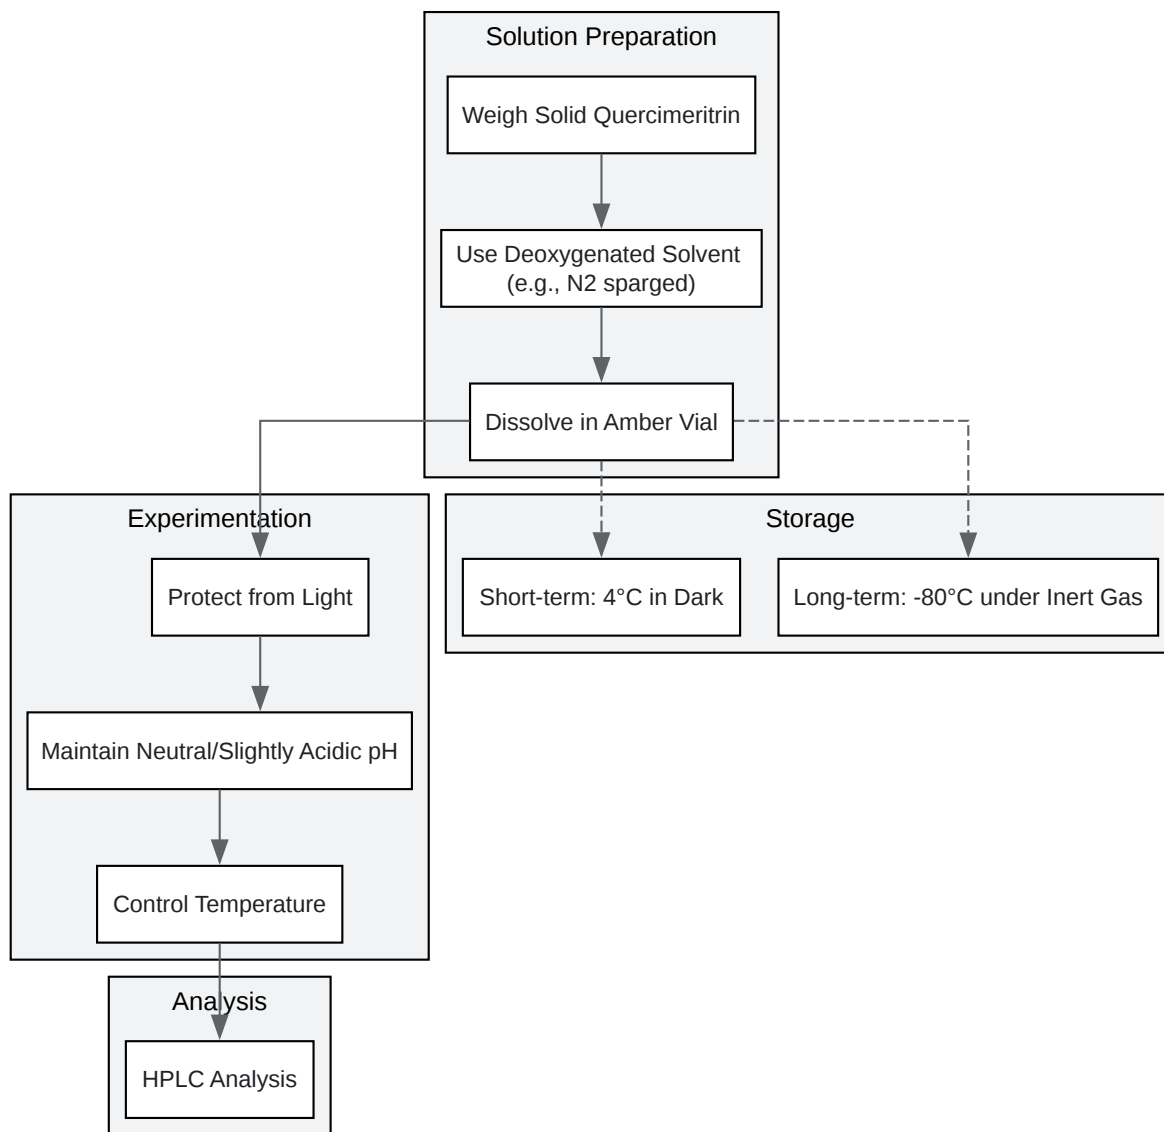 Solution Preparation
Weigh Solid Quercimeritrin
Use Deoxygenated Solvent
(e.g., N2 sparged)
Dissolve in Amber Vial
Experimentation
Protect from Light
Maintain Neutral/Slightly Acidic pH
Control Temperature
Storage
Short-term: 4°C in Dark
Long-term: -80°C under Inert Gas
Analysis
HPLC Analysis